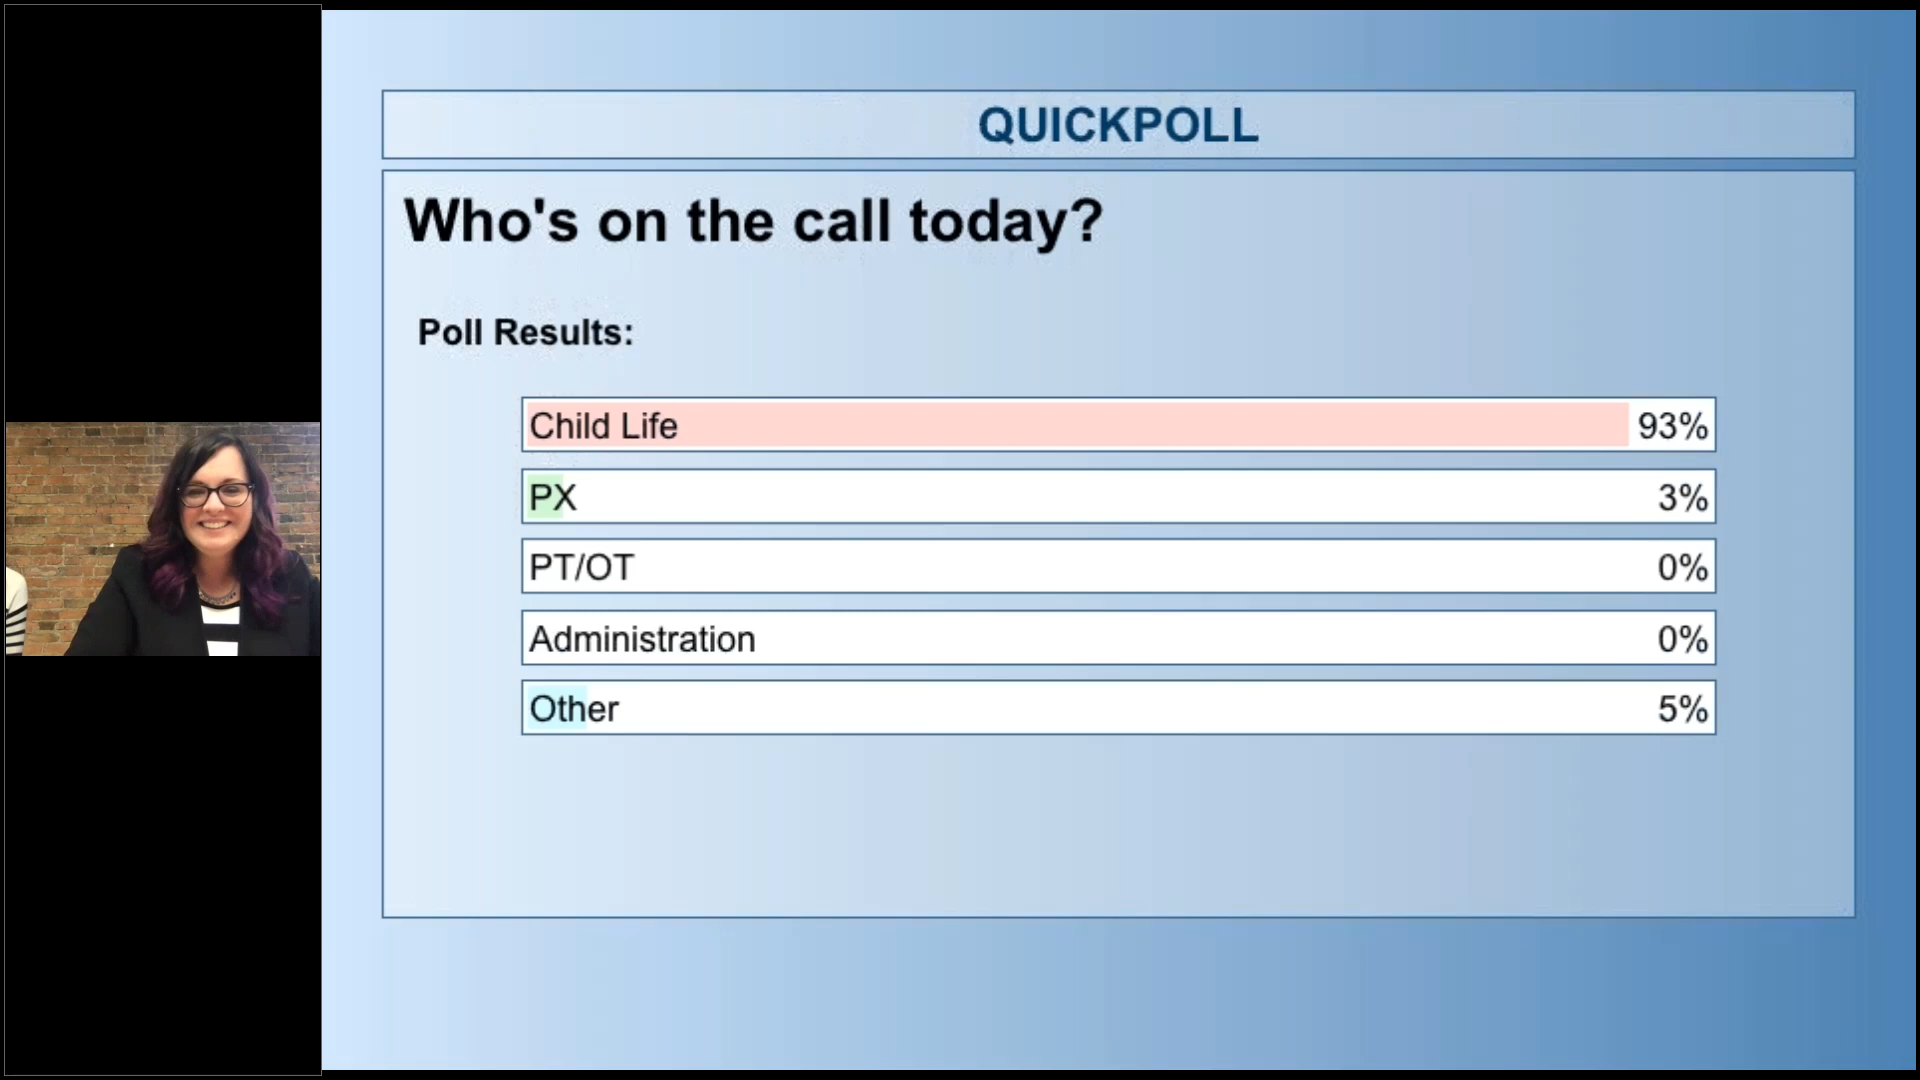 QUICKPOLL
Who's on the call today?
Poll Results:
Child Life 93%
PX 3%
PT/OT 0%
Administration 0%
Other 5%